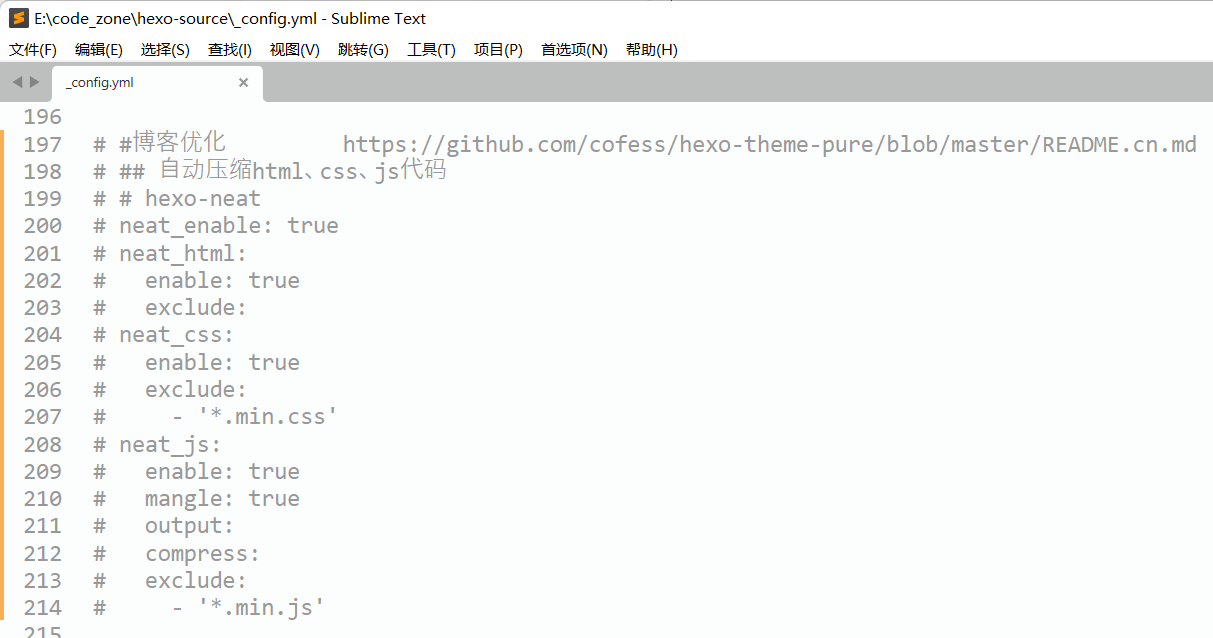 E:\code_zone\hexo-source\_config.yml - Sublime Text
文件(F) 编辑(E) 选择(S) 查找(I) 视图(V) 跳转(G) 工具(T) 项目(P) 首选项(N) 帮助(H)
_config.yml ×
196
197 # #博客优化 https://github.com/cofess/hexo-theme-pure/blob/master/README.cn.md
198 # ## 自动压缩html、css、js代码
199 # # hexo-neat
200 # neat_enable: true
201 # neat_html:
202 #   enable: true
203 #   exclude:
204 # neat_css:
205 #   enable: true
206 #   exclude:
207 #     - '*.min.css'
208 # neat_js:
209 #   enable: true
210 #   mangle: true
211 #   output:
212 #   compress:
213 #   exclude:
214 #     - '*.min.js'
215